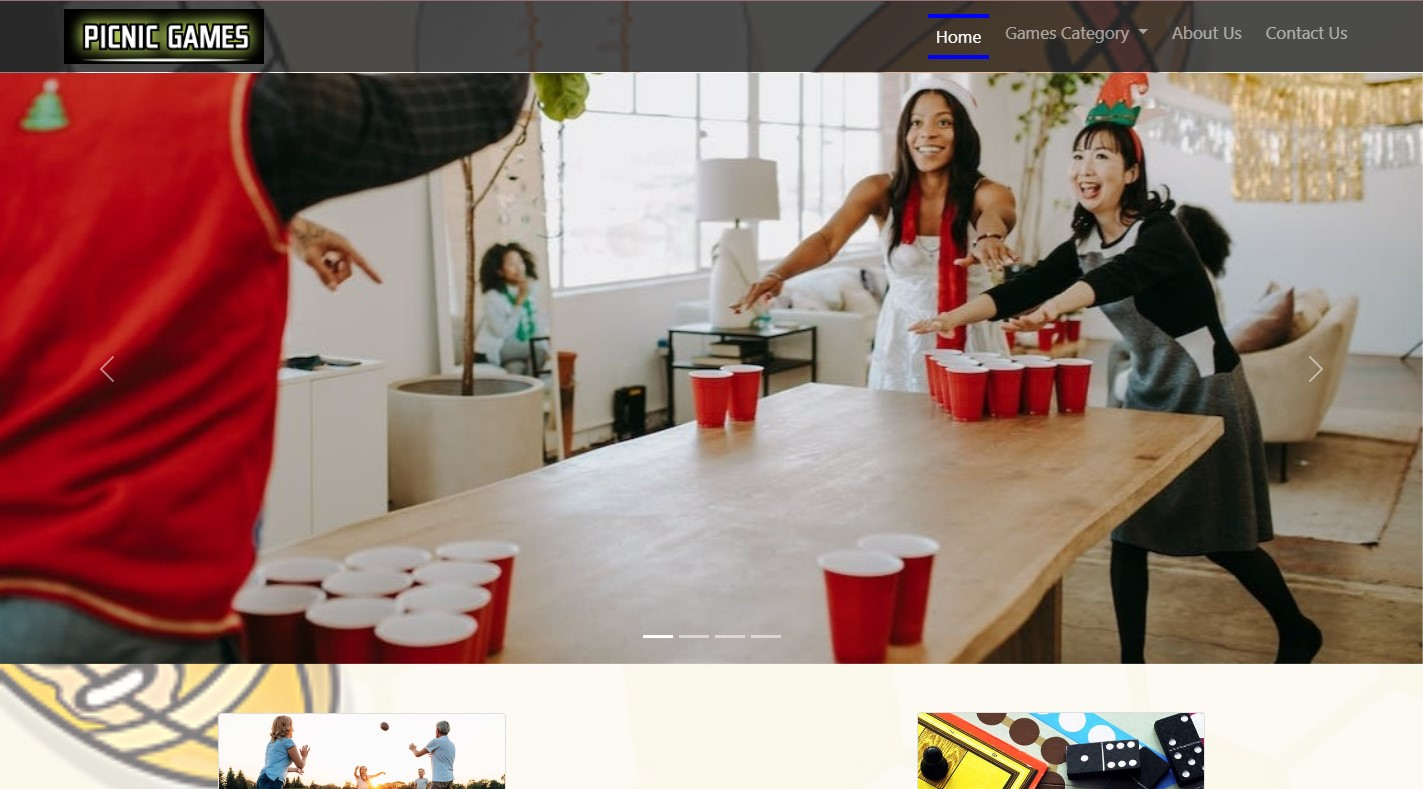 PICNIC GAMES
Home
Games Category
About Us
Contact Us